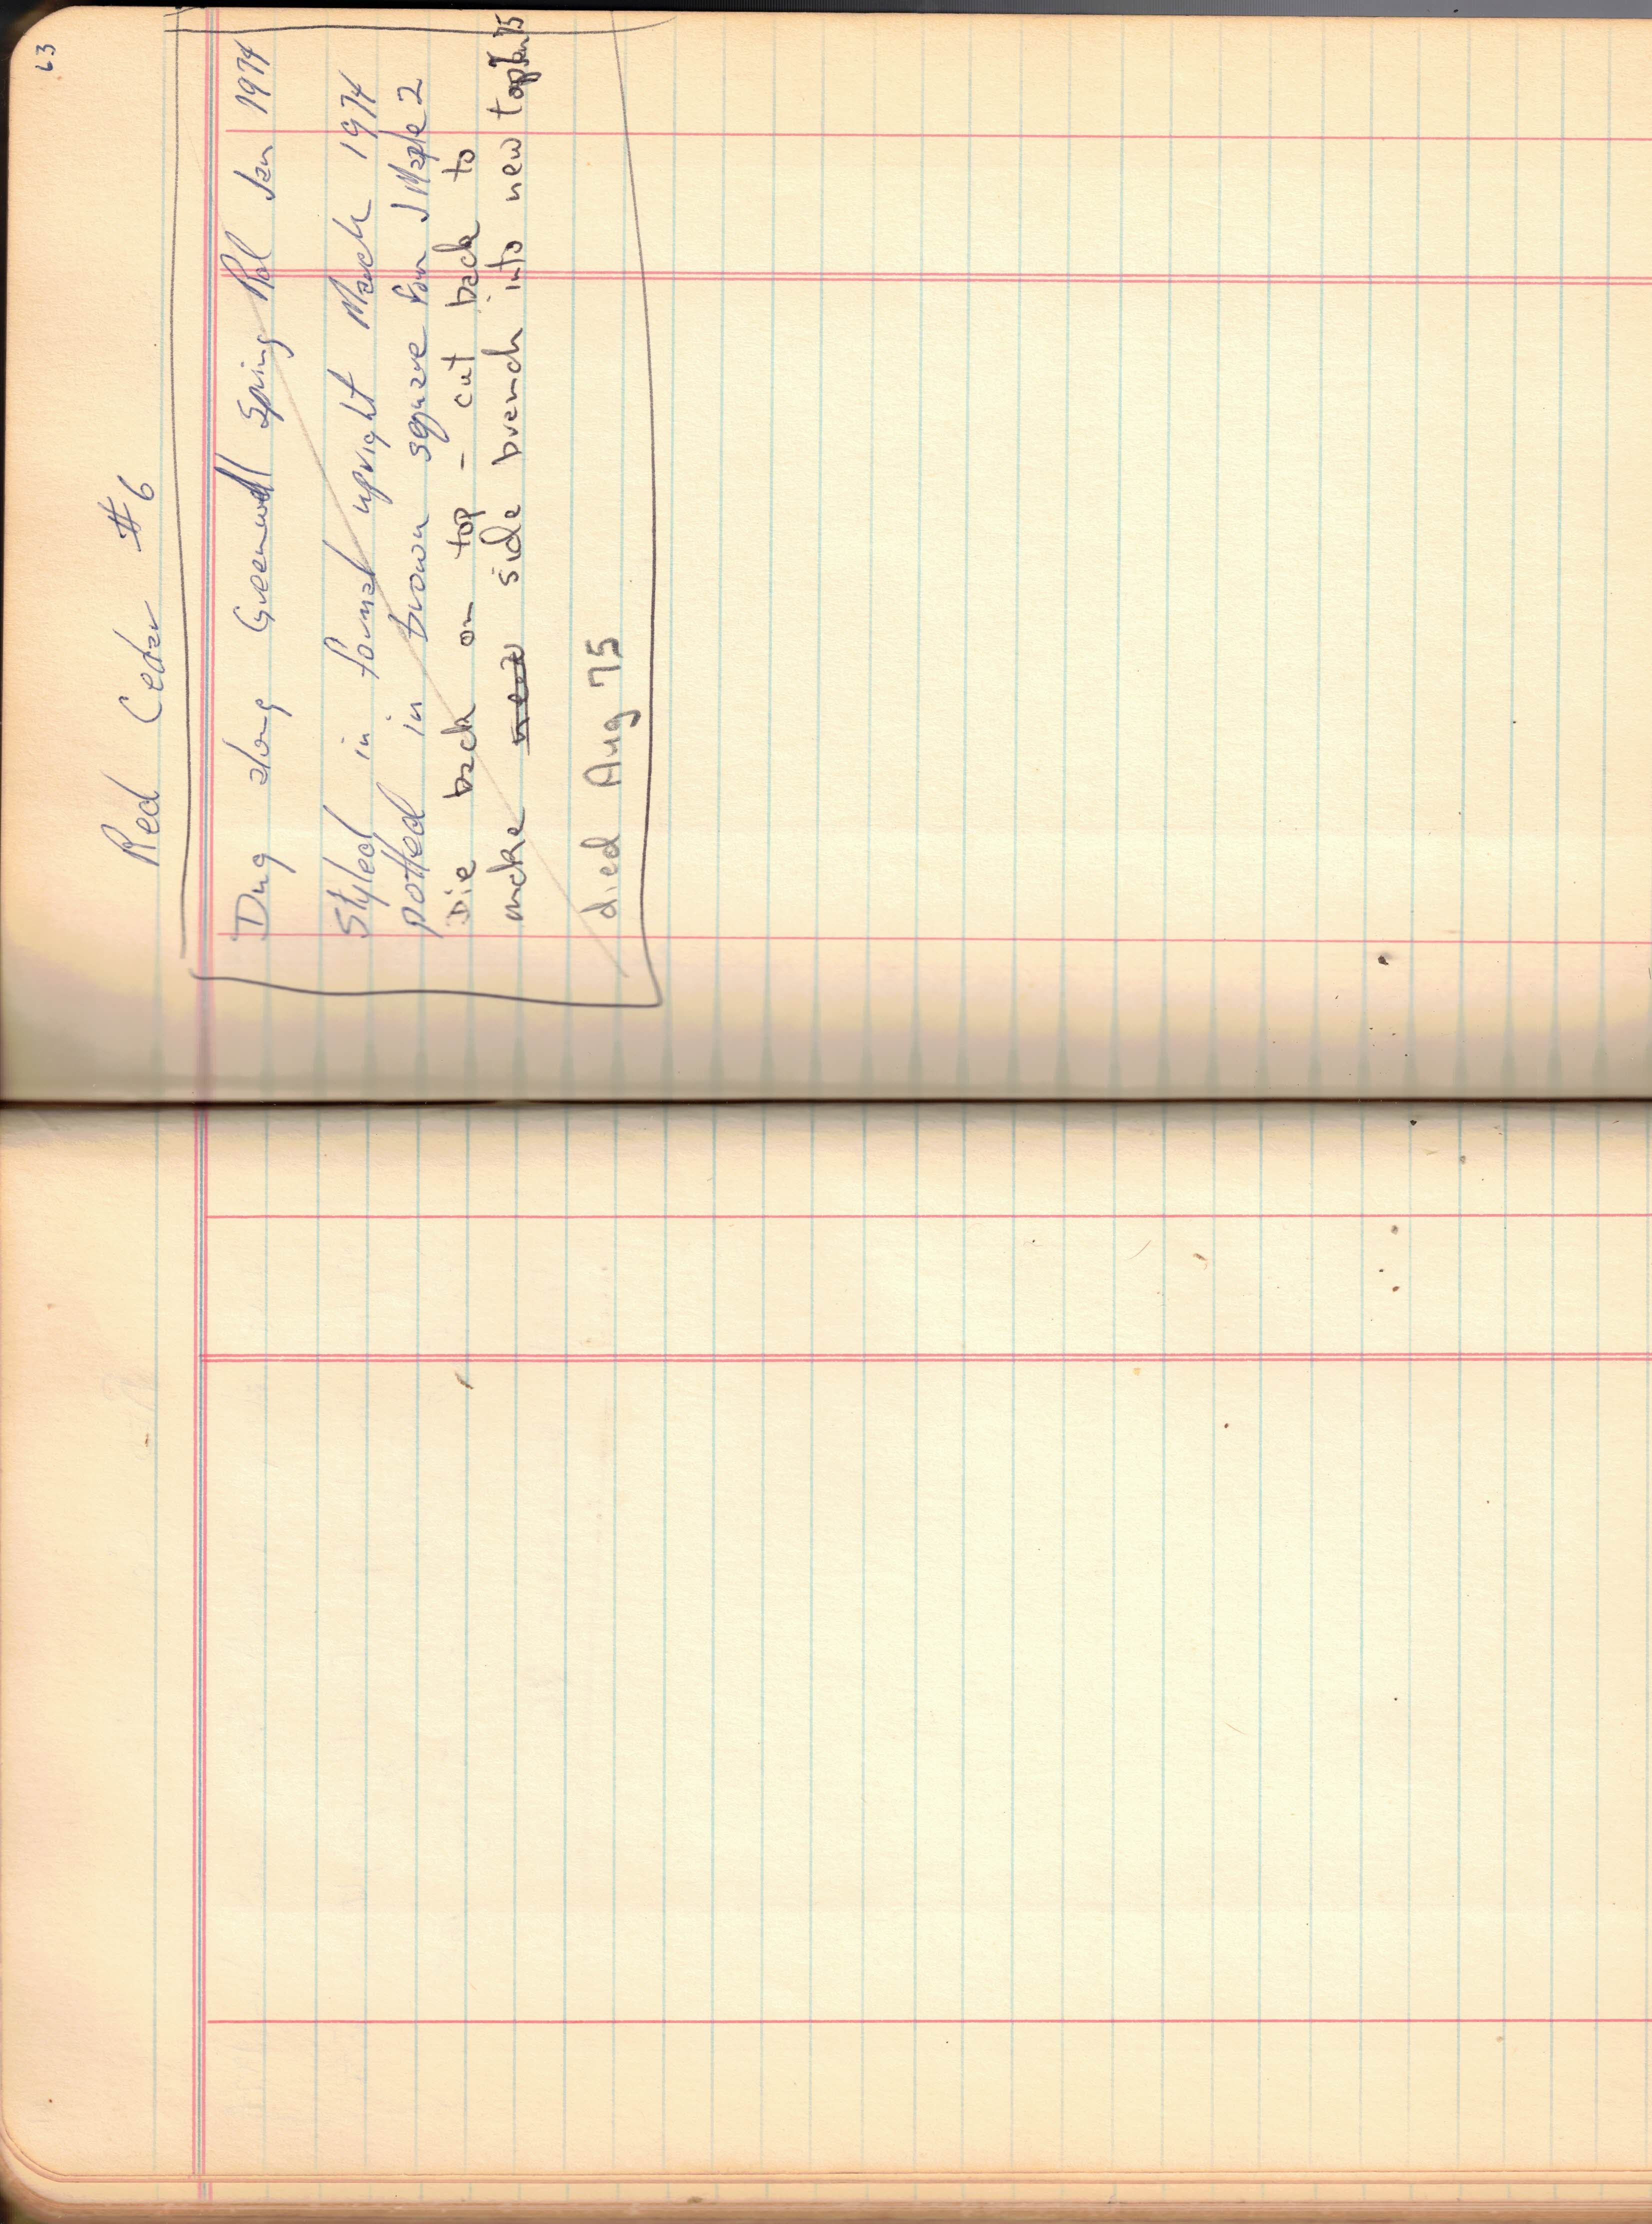 63
Red Cedar #6
Dug along Greenwell Spring Rd Jan 1974
Styled in formal upright March 1974
potted in brown square from J Maple 2
Die back on top - cut back to
make new side branch into new top Jan 75
died Aug 75